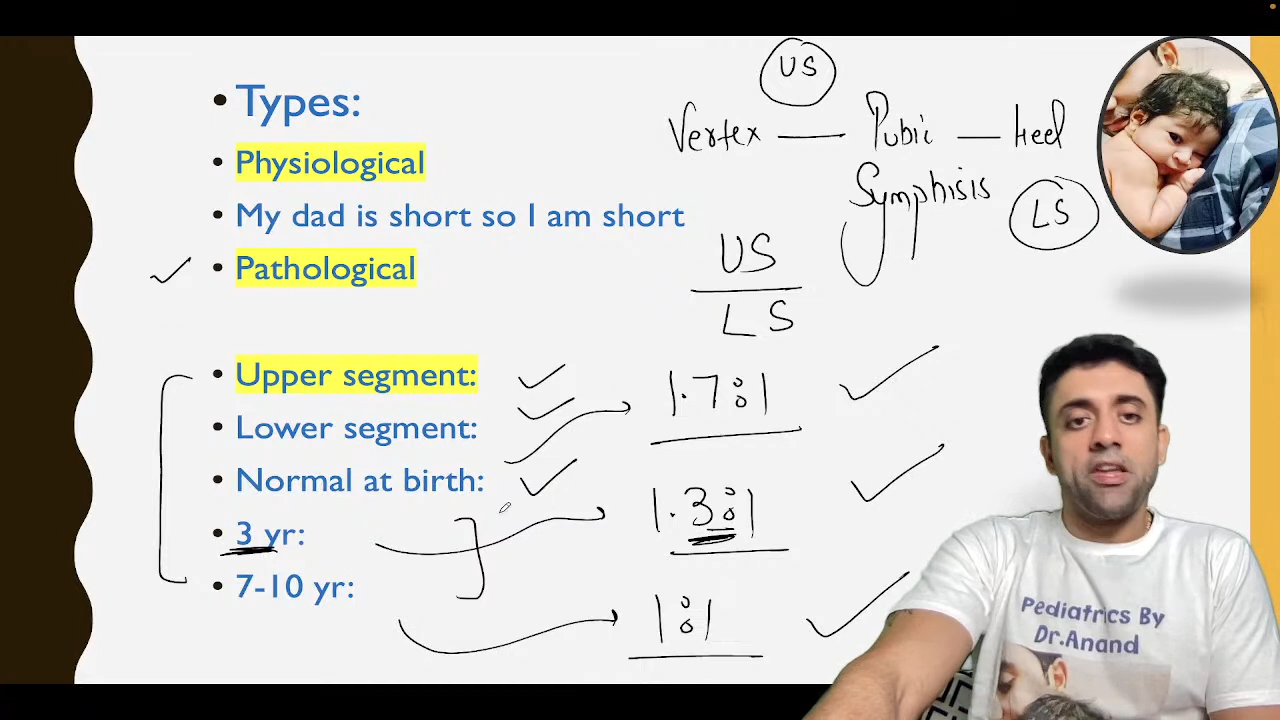 • Types:
• Physiological
• My dad is short so I am short
• Pathological
• Upper segment:
• Lower segment:
• Normal at birth:
• 3 yr:
• 7-10 yr:
US
Vertex — Pubic — Heel
Symphisis
LS
US
LS
1.7:1
1.3:1
1:1
Pediatrics By
Dr.Anand